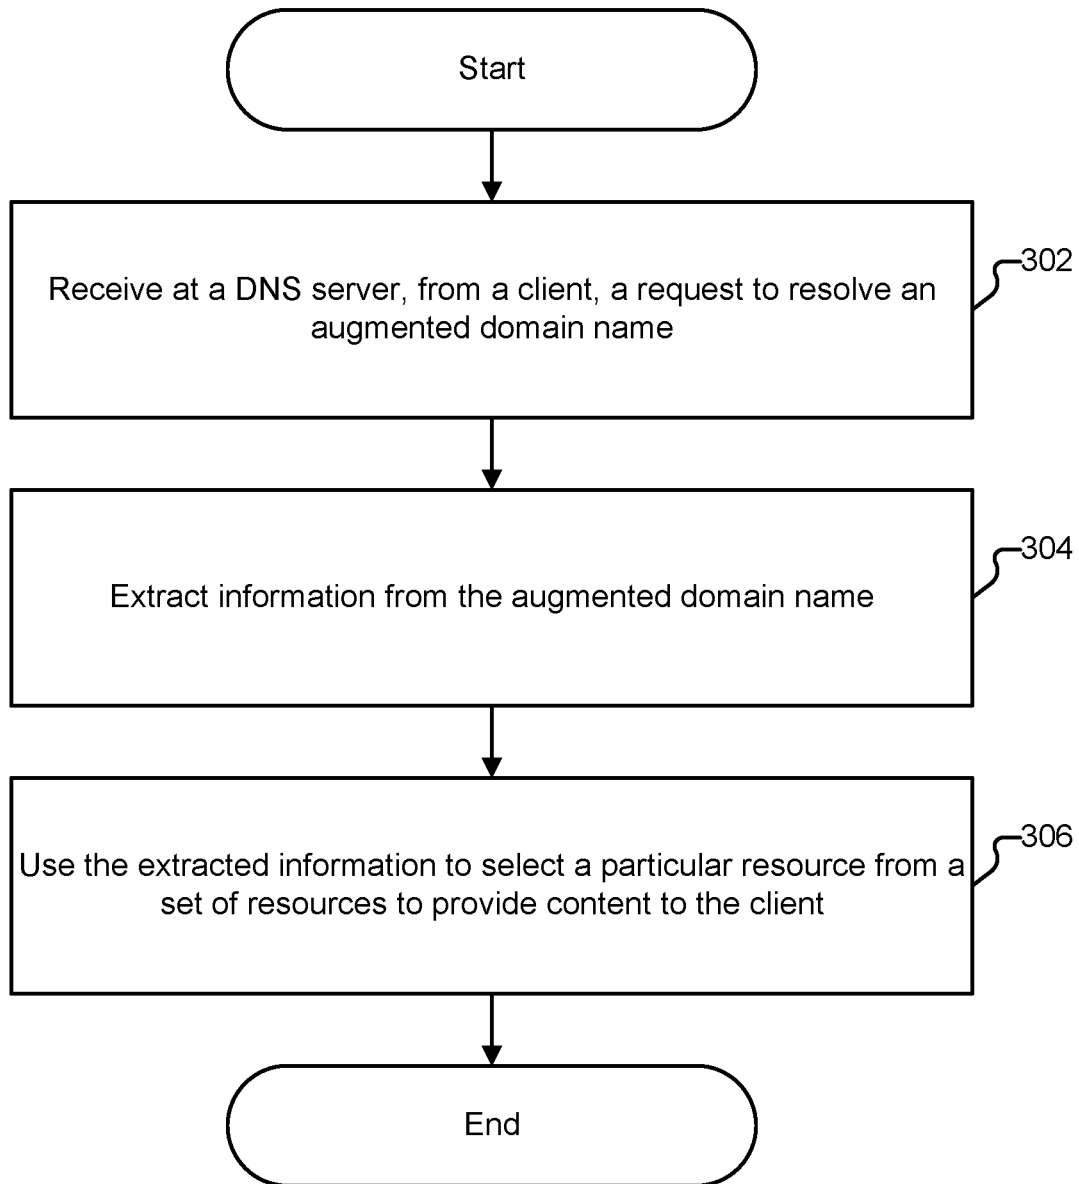 Start
Receive at a DNS server, from a client, a request to resolve an
augmented domain name
302
Extract information from the augmented domain name
304
Use the extracted information to select a particular resource from a
set of resources to provide content to the client
306
End